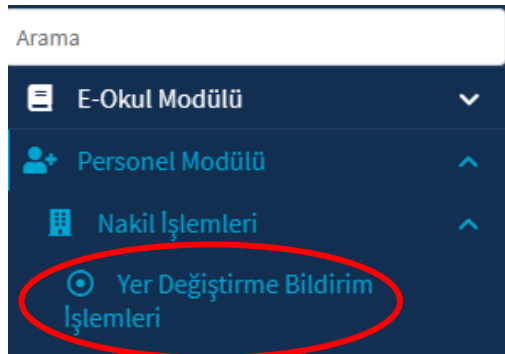 Arama
E-Okul Modülü
Personel Modülü
Nakil İşlemleri
Yer Değiştirme Bildirim
İşlemleri